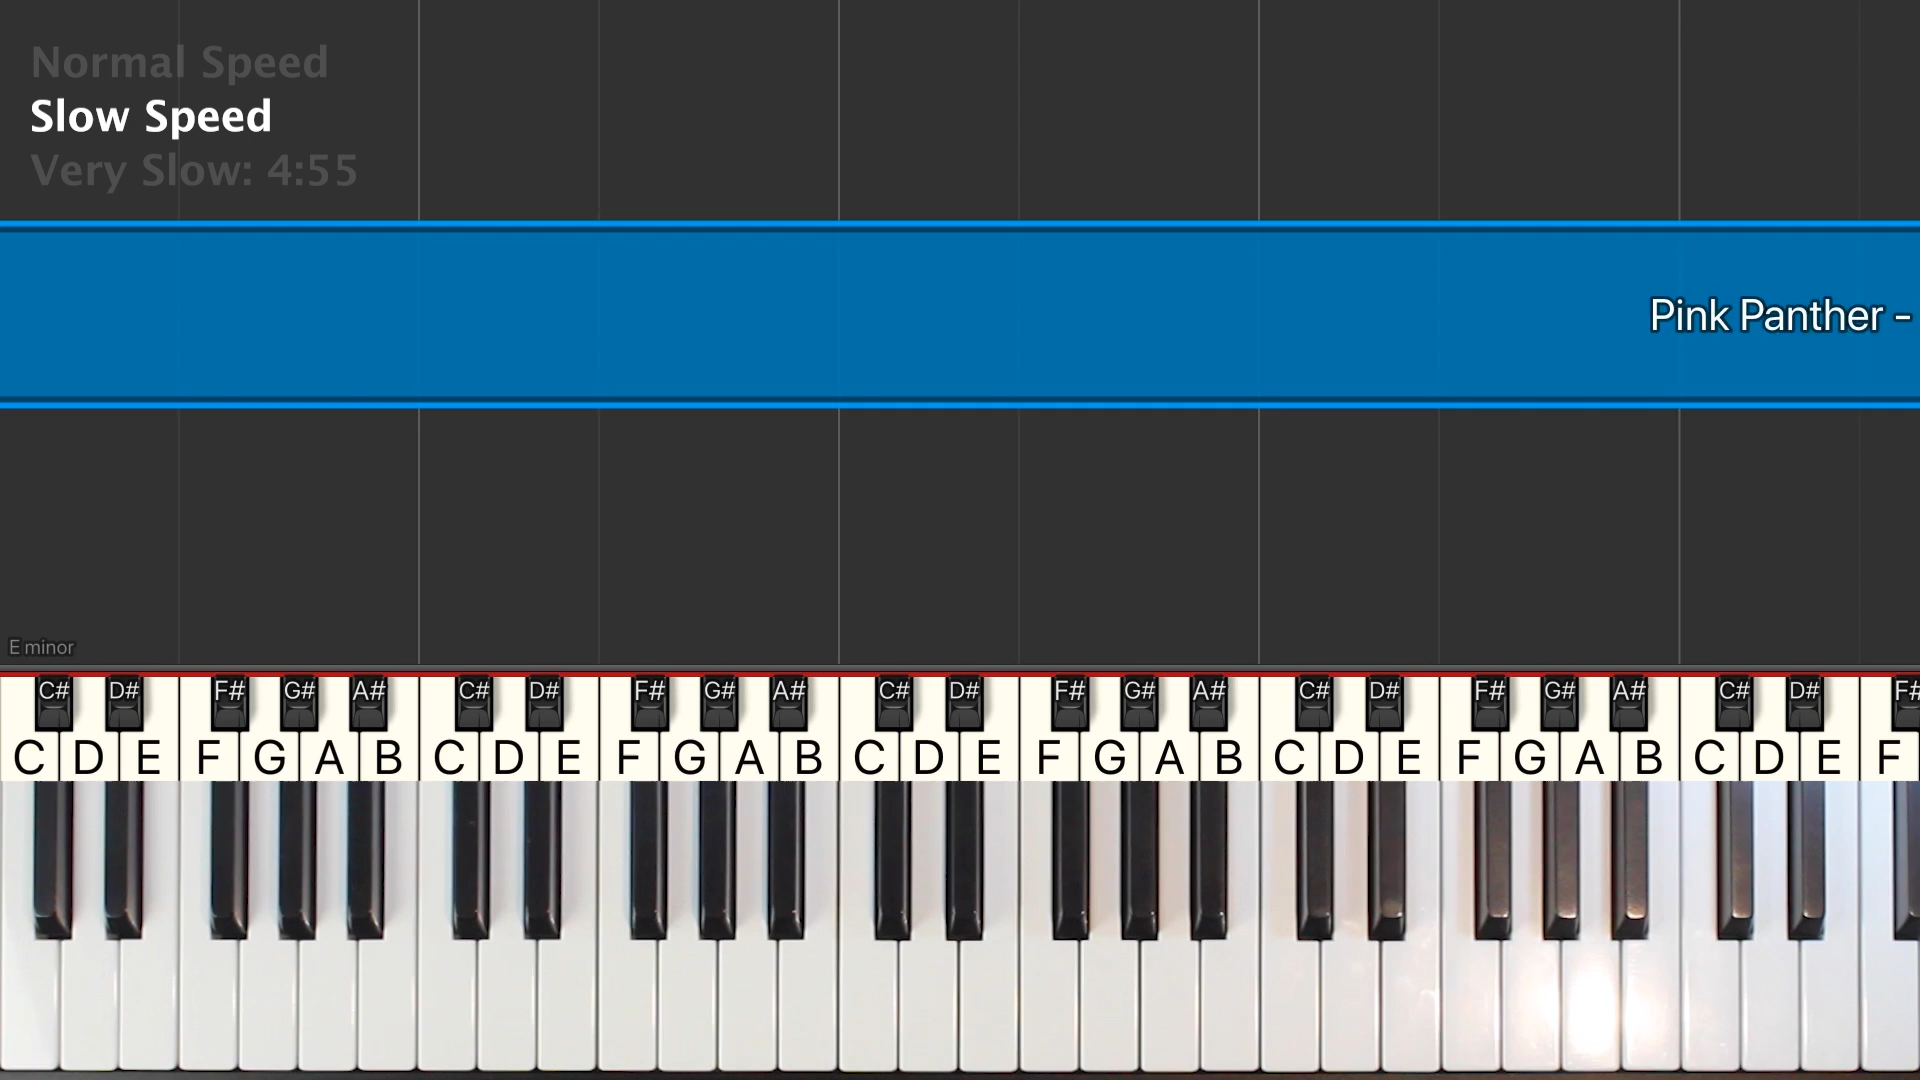 Normal Speed
Slow Speed
Very Slow: 4:55
Pink Panther -
E minor
C# D# F# G# A# C# D# F# G# A# C# D# F# G# A# C# D# F# G# A# C# D# F#
C D E F G A B C D E F G A B C D E F G A B C D E F G A B C D E F